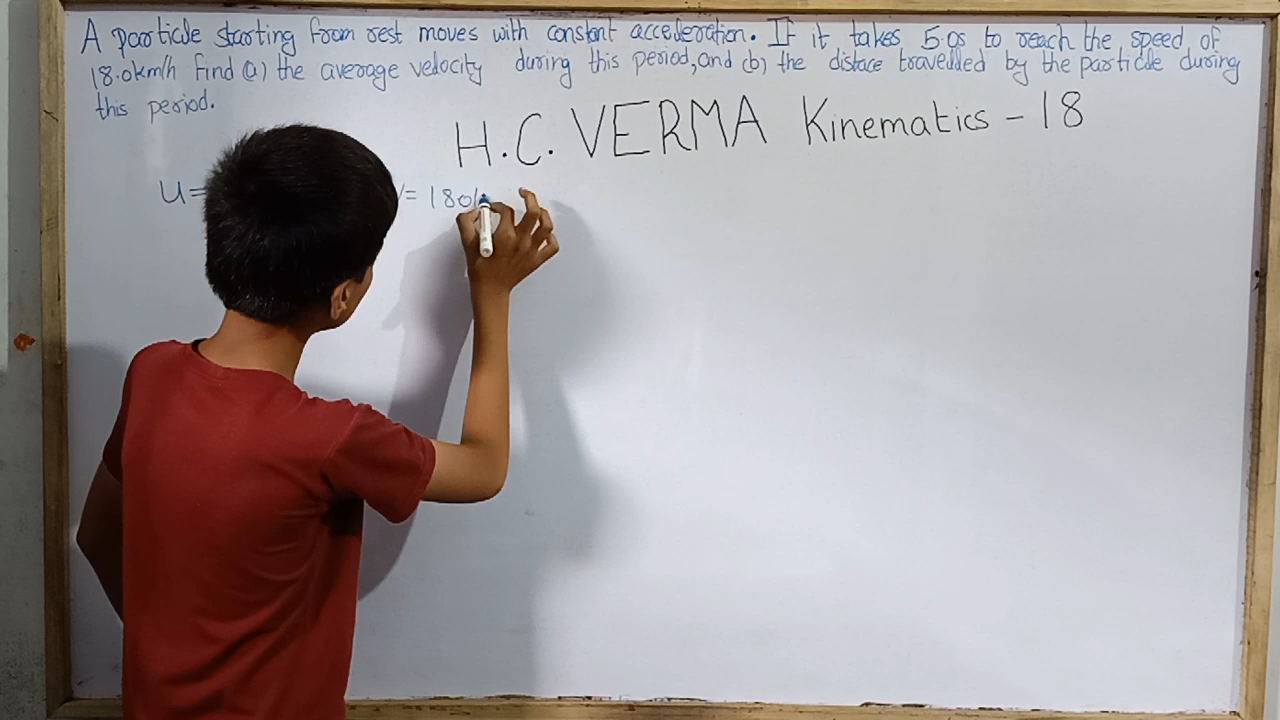 A particle starting from rest moves with constant acceleration. If it takes 5.0s to reach the speed of
18.0km/h find (a) the average velocity during this period, and (b) the distace travelled by the particle during
this period.
H.C. VERMA Kinematics - 18
U=
= 180